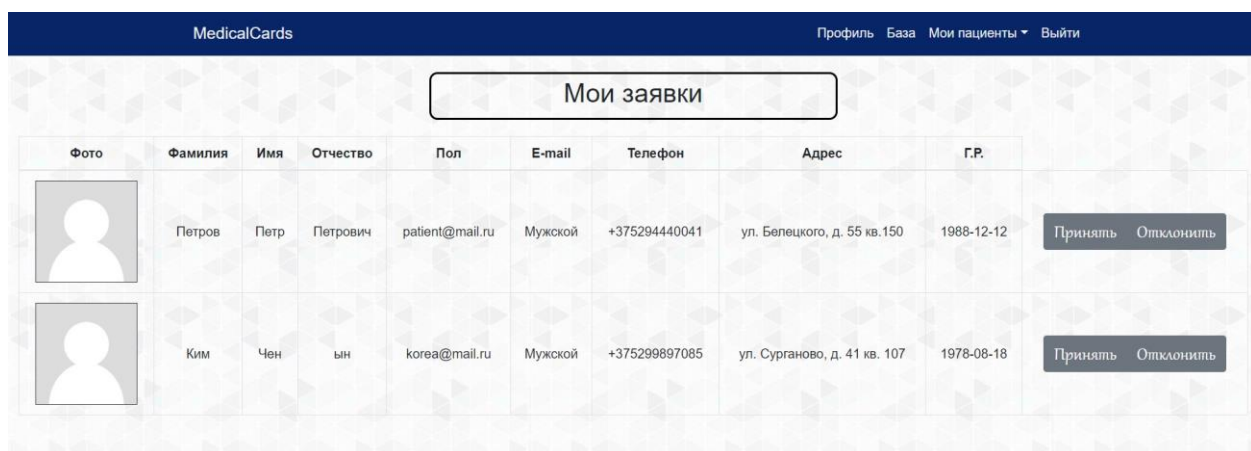 MedicalCards Профиль База Мои пациенты Выйти
Мои заявки
Фото Фамилия Имя Отчество Пол E-mail Телефон Адрес Г.Р.
Петров Петр Петрович patient@mail.ru Мужской +375294440041 ул. Белецкого, д. 55 кв.150 1988-12-12 Принять Отклонить
Ким Чен ын korea@mail.ru Мужской +375299897085 ул. Сурганово, д. 41 кв. 107 1978-08-18 Принять Отклонить